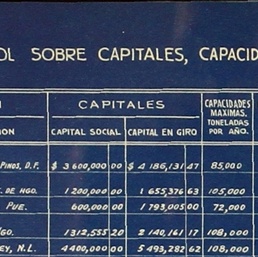 OL SOBRE CAPITALES, CAPACID
CAPITALES
CAPACIDADES
MAXIMAS,
TONELADAS
POR AÑO.
ION CAPITAL SOCIAL CAPITAL EN GIRO
PINOS, D.F. $ 3 600,000 00 $ 4 186,131 47 85,000
E. DE NGO. 1 200,000 00 1 655,376 63 105,000
PUE. 600,000 00 1 793,005 00 72,000
NGO. 1 312,555 20 2 140,161 17 108,000
EY, N.L. 4 400,000 00 5 493,282 62 108,000